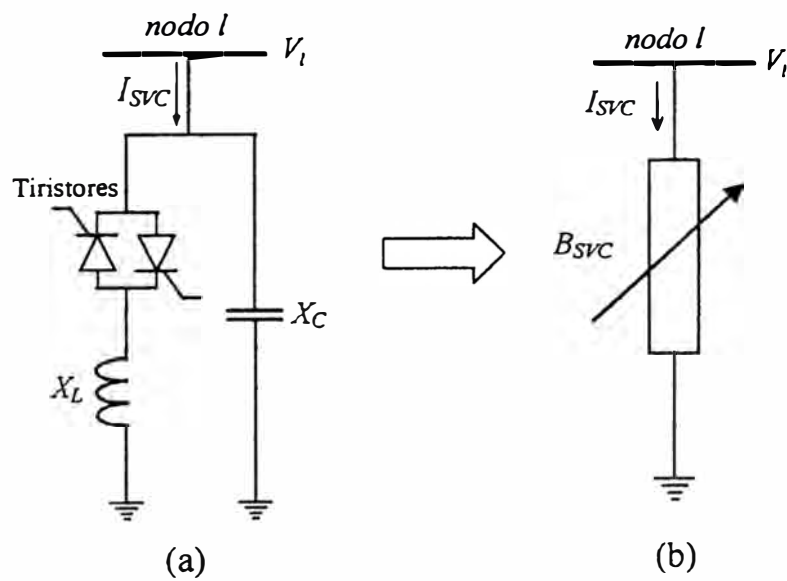 nodo l
V_l
I_SVC
Tiristores
X_C
X_L
(a)
nodo l
V_l
I_SVC
B_SVC
(b)